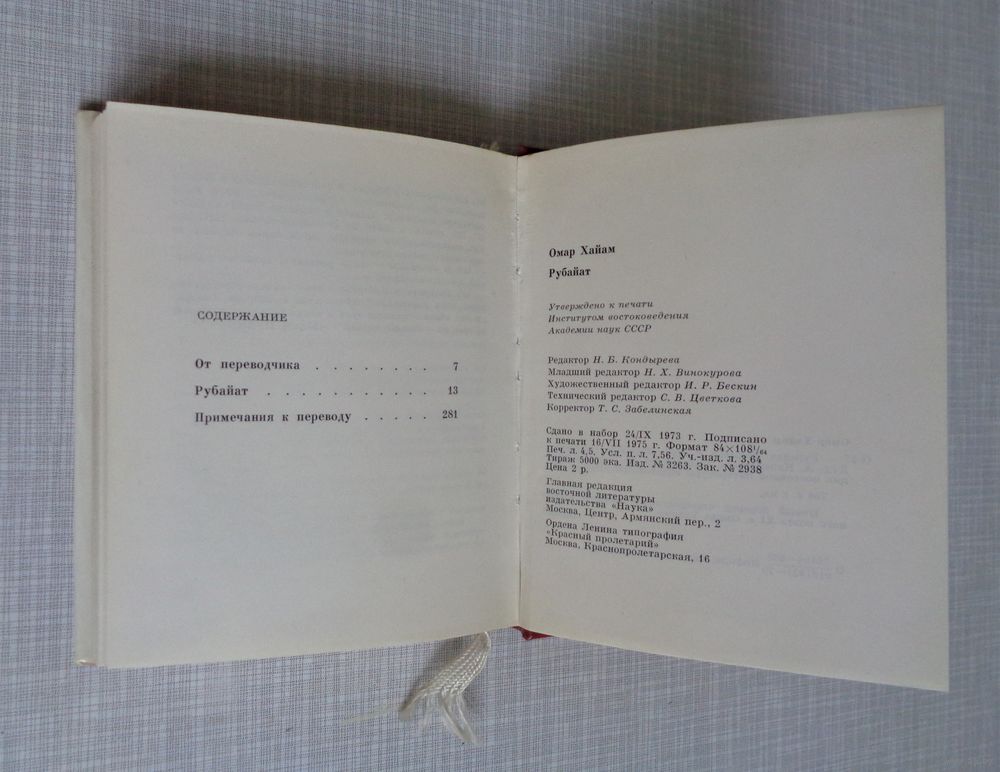 СОДЕРЖАНИЕ
От переводчика . . . . . . . . 7
Рубайат . . . . . . . . . . . 13
Примечания к переводу . . . . . 281
Омар Хайам
Рубайат
Утверждено к печати
Институтом востоковедения
Академии наук СССР
Редактор Н. Б. Кондырева
Младший редактор Н. Х. Винокурова
Художественный редактор И. Р. Бескин
Технический редактор С. В. Цветкова
Корректор Т. С. Забелинская
Сдано в набор 24/IX 1973 г. Подписано
к печати 16/VII 1975 г. Формат 84×108¹/₆₄
Печ. л. 4,5. Усл. п. л. 7,56. Уч.-изд. л. 3,64
Тираж 5000 экз. Изд. № 3263. Зак. № 2938
Цена 2 р.
Главная редакция
восточной литературы
издательства «Наука»
Москва, Центр, Армянский пер., 2
Ордена Ленина типография
«Красный пролетарий»
Москва, Краснопролетарская, 16